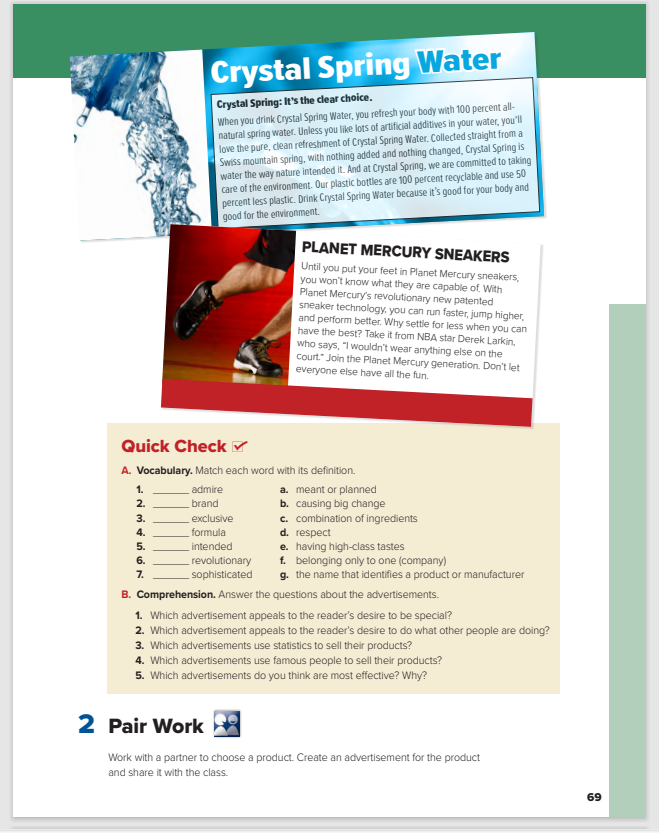 Crystal Spring Water
Crystal Spring: It's the clear choice.
When you drink Crystal Spring Water, you refresh your body with 100 percent all-
natural spring water. Unless you like lots of artificial additives in your water, you'll
love the pure, clean refreshment of Crystal Spring Water. Collected straight from a
Swiss mountain spring, with nothing added and nothing changed, Crystal Spring is
water the way nature intended it. And at Crystal Spring, we are committed to taking
care of the environment. Our plastic bottles are 100 percent recyclable and use 50
percent less plastic. Drink Crystal Spring Water because it's good for your body and
good for the environment.
PLANET MERCURY SNEAKERS
Until you put your feet in Planet Mercury sneakers,
you won't know what they are capable of. With
Planet Mercury's revolutionary new patented
sneaker technology, you can run faster, jump higher,
and perform better. Why settle for less when you can
have the best? Take it from NBA star Derek Larkin,
who says, "I wouldn't wear anything else on the
court." Join the Planet Mercury generation. Don't let
everyone else have all the fun.
Quick Check
A. Vocabulary. Match each word with its definition.
1. ______ admire a. meant or planned
2. ______ brand b. causing big change
3. ______ exclusive c. combination of ingredients
4. ______ formula d. respect
5. ______ intended e. having high-class tastes
6. ______ revolutionary f. belonging only to one (company)
7. ______ sophisticated g. the name that identifies a product or manufacturer
B. Comprehension. Answer the questions about the advertisements.
1. Which advertisement appeals to the reader's desire to be special?
2. Which advertisement appeals to the reader's desire to do what other people are doing?
3. Which advertisements use statistics to sell their products?
4. Which advertisements use famous people to sell their products?
5. Which advertisements do you think are most effective? Why?
2 Pair Work
Work with a partner to choose a product. Create an advertisement for the product
and share it with the class.
69